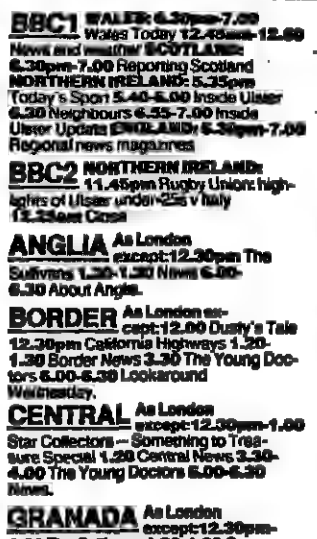 BBC1 WALES: 6.30pm-7.00
Wales Today 12.45am-12.50
News and weather SCOTLAND:
6.30pm-7.00 Reporting Scotland
NORTHERN IRELAND: 5.35pm
Today's Sport 5.40-6.00 Inside Ulster
6.30 Neighbours 6.55-7.00 Inside
Ulster Update ENGLAND: 6.30pm-7.00
Regional news magazines
BBC2 NORTHERN IRELAND:
11.45pm Rugby Union: high-
lights of Ulster under-25s v Italy
12.25am Close
ANGLIA As London
except: 12.30pm The
Sullivans 1.20-1.30 News 6.00-
6.30 About Anglia.
BORDER As London ex-
cept: 12.00 Dusty's Tale
12.30pm California Highways 1.20-
1.30 Border News 3.30 The Young Doc-
tors 6.00-6.30 Lookaround
Wednesday.
CENTRAL As London
except: 12.30pm-1.00
Star Collectors – Something to Trea-
sure Special 1.20 Central News 3.30-
4.00 The Young Doctors 6.00-6.30
News.
GRANADA As London
except: 12.30pm-